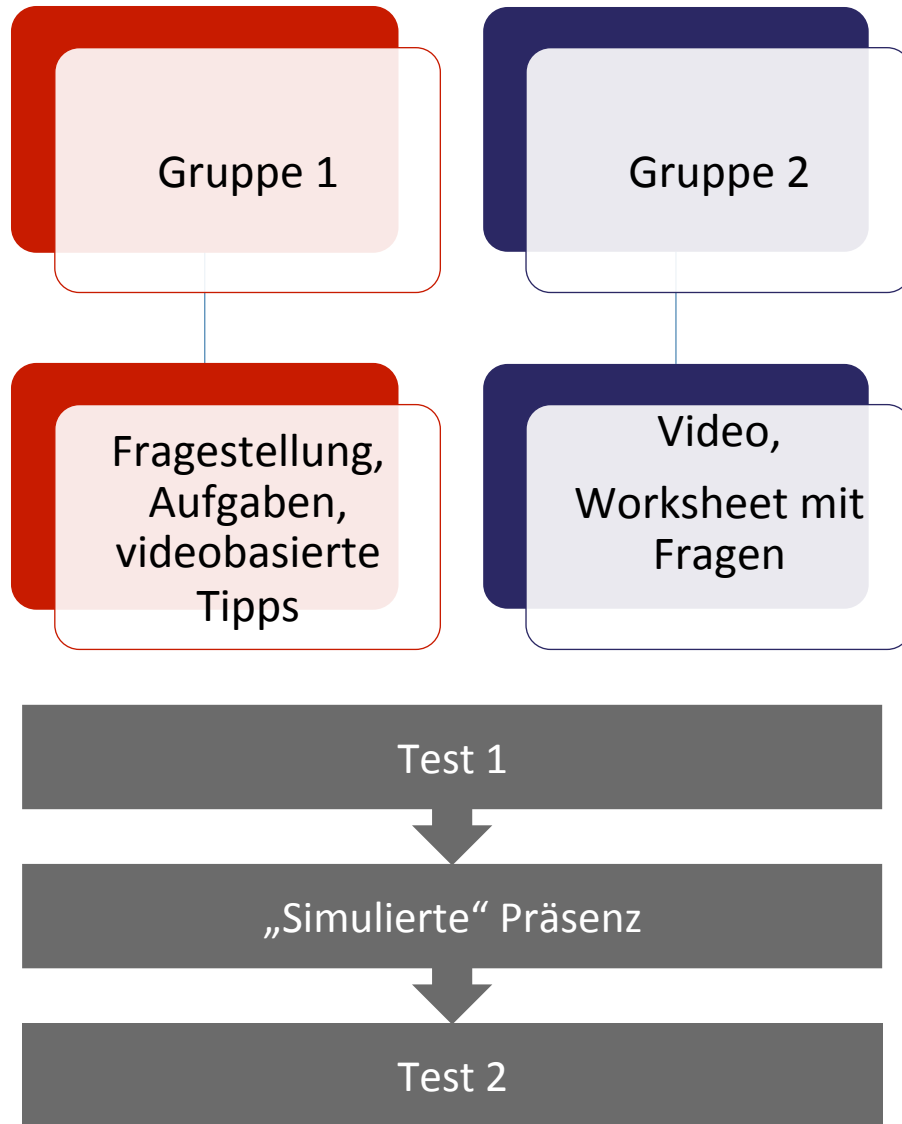 Gruppe 1
Gruppe 2
Fragestellung,
Aufgaben,
videobasierte
Tipps
Video,
Worksheet mit
Fragen
Test 1
„Simulierte“ Präsenz
Test 2